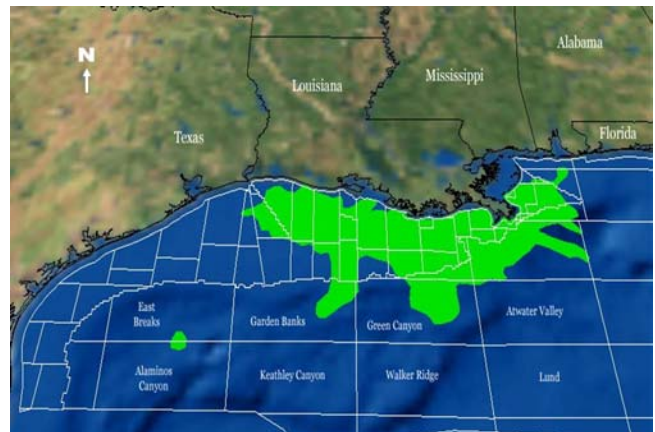 Alabama
N
Mississippi
Louisiana
Texas
Florida
East
Breaks
Garden Banks
Green Canyon
Atwater Valley
Alaminos
Canyon
Keathley Canyon
Walker Ridge
Lund